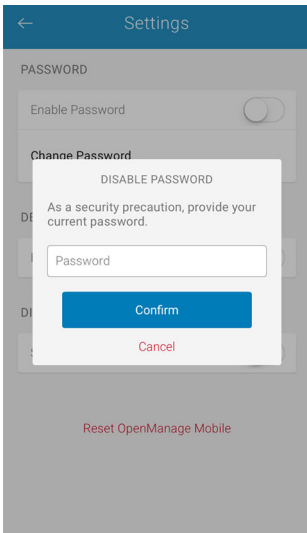 Settings
PASSWORD
Enable Password
Change Password
DISABLE PASSWORD
As a security precaution, provide your
current password.
Password
Confirm
Cancel
Reset OpenManage Mobile